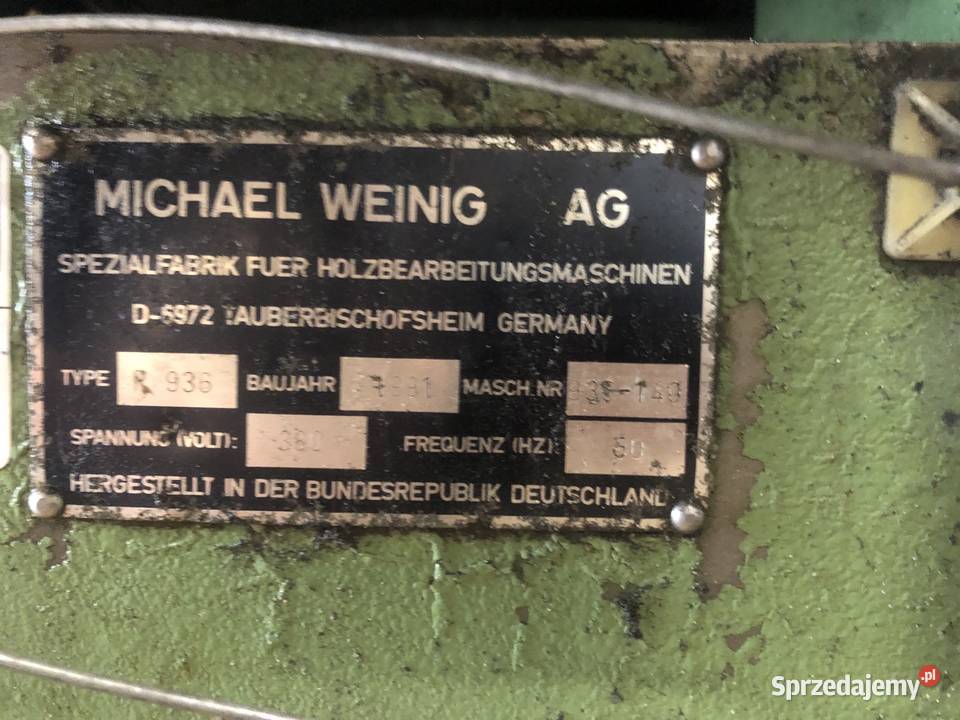 MICHAEL WEINIG AG
SPEZIALFABRIK FUER HOLZBEARBEITUNGSMASCHINEN
D-6972 TAUBERBISCHOFSHEIM GERMANY
TYPE R 936 BAUJAHR MASCH. NR
SPANNUNG (VOLT): 380 FREQUENZ (HZ): 50
HERGESTELLT IN DER BUNDESREPUBLIK DEUTSCHLAND
Sprzedajemy.pl